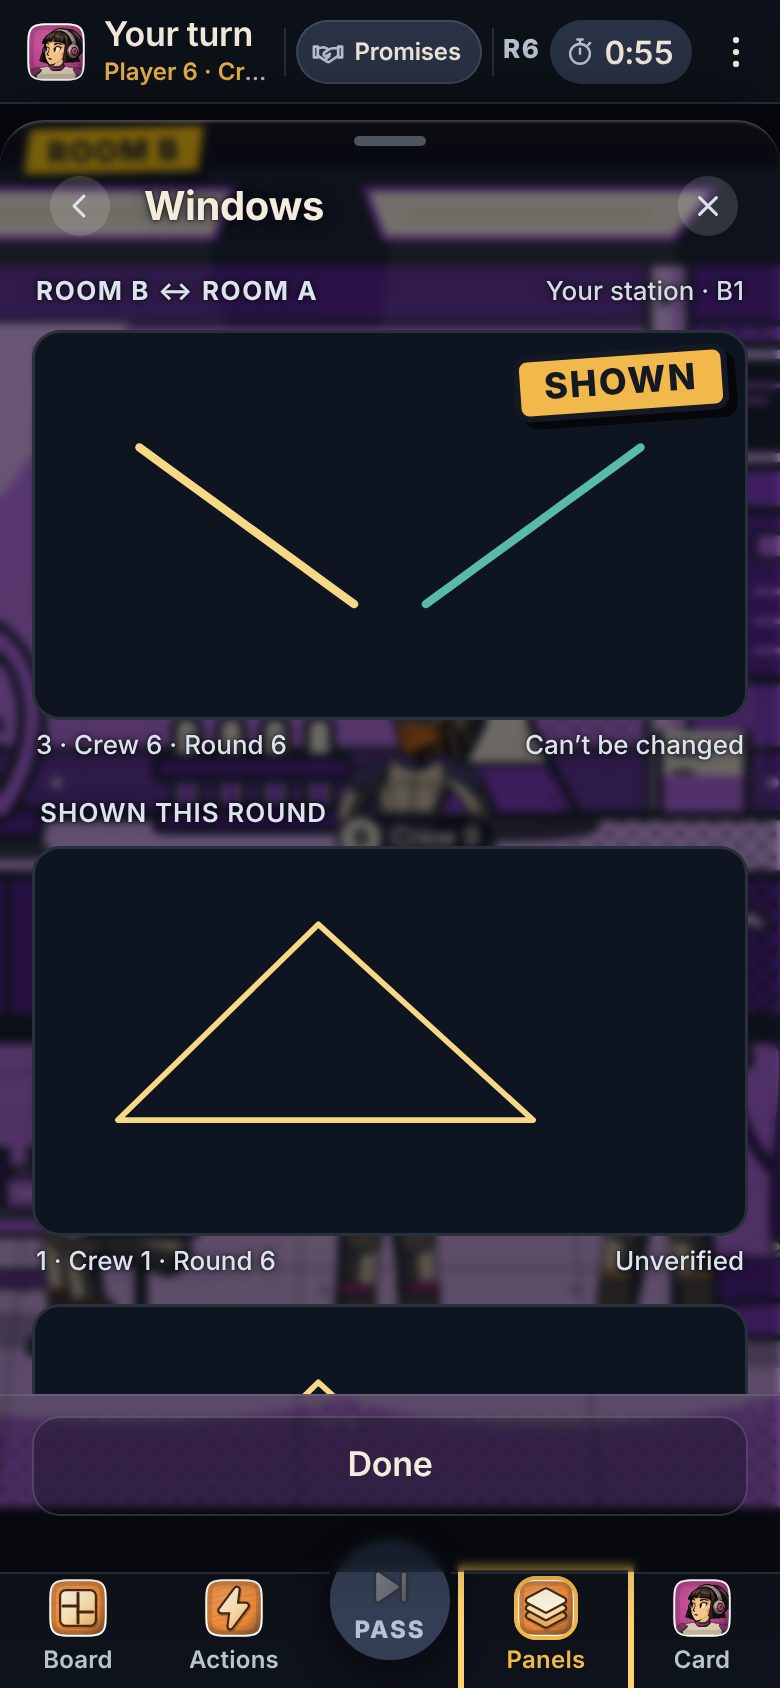 Your turn
Player 6 · Cr...
Promises
R6
0:55
ROOM B
Windows
ROOM B ↔ ROOM A
Your station · B1
SHOWN
3 · Crew 6 · Round 6
Can’t be changed
SHOWN THIS ROUND
1 · Crew 1 · Round 6
Unverified
Done
Board
Actions
PASS
Panels
Card